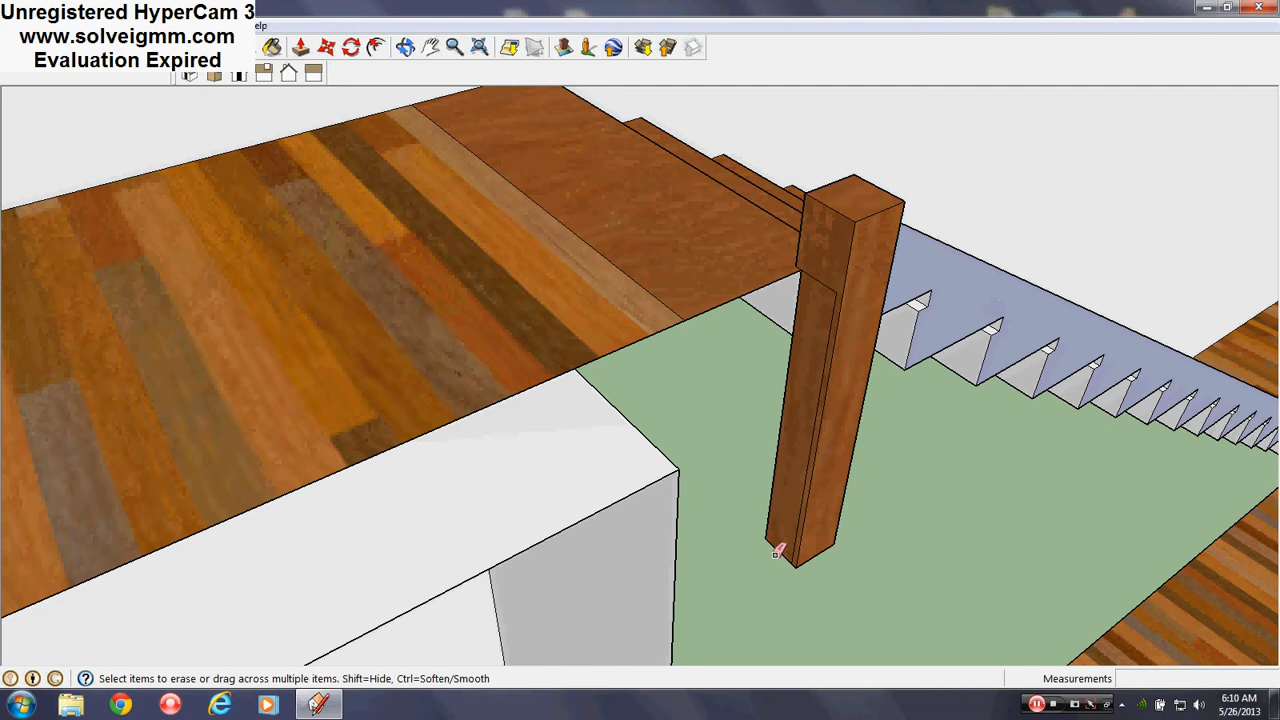 Unregistered HyperCam 3
www.solveigmm.com
Evaluation Expired
elp
Select items to erase or drag across multiple items. Shift=Hide, Ctrl=Soften/Smooth
Measurements
6:10 AM
5/26/2013